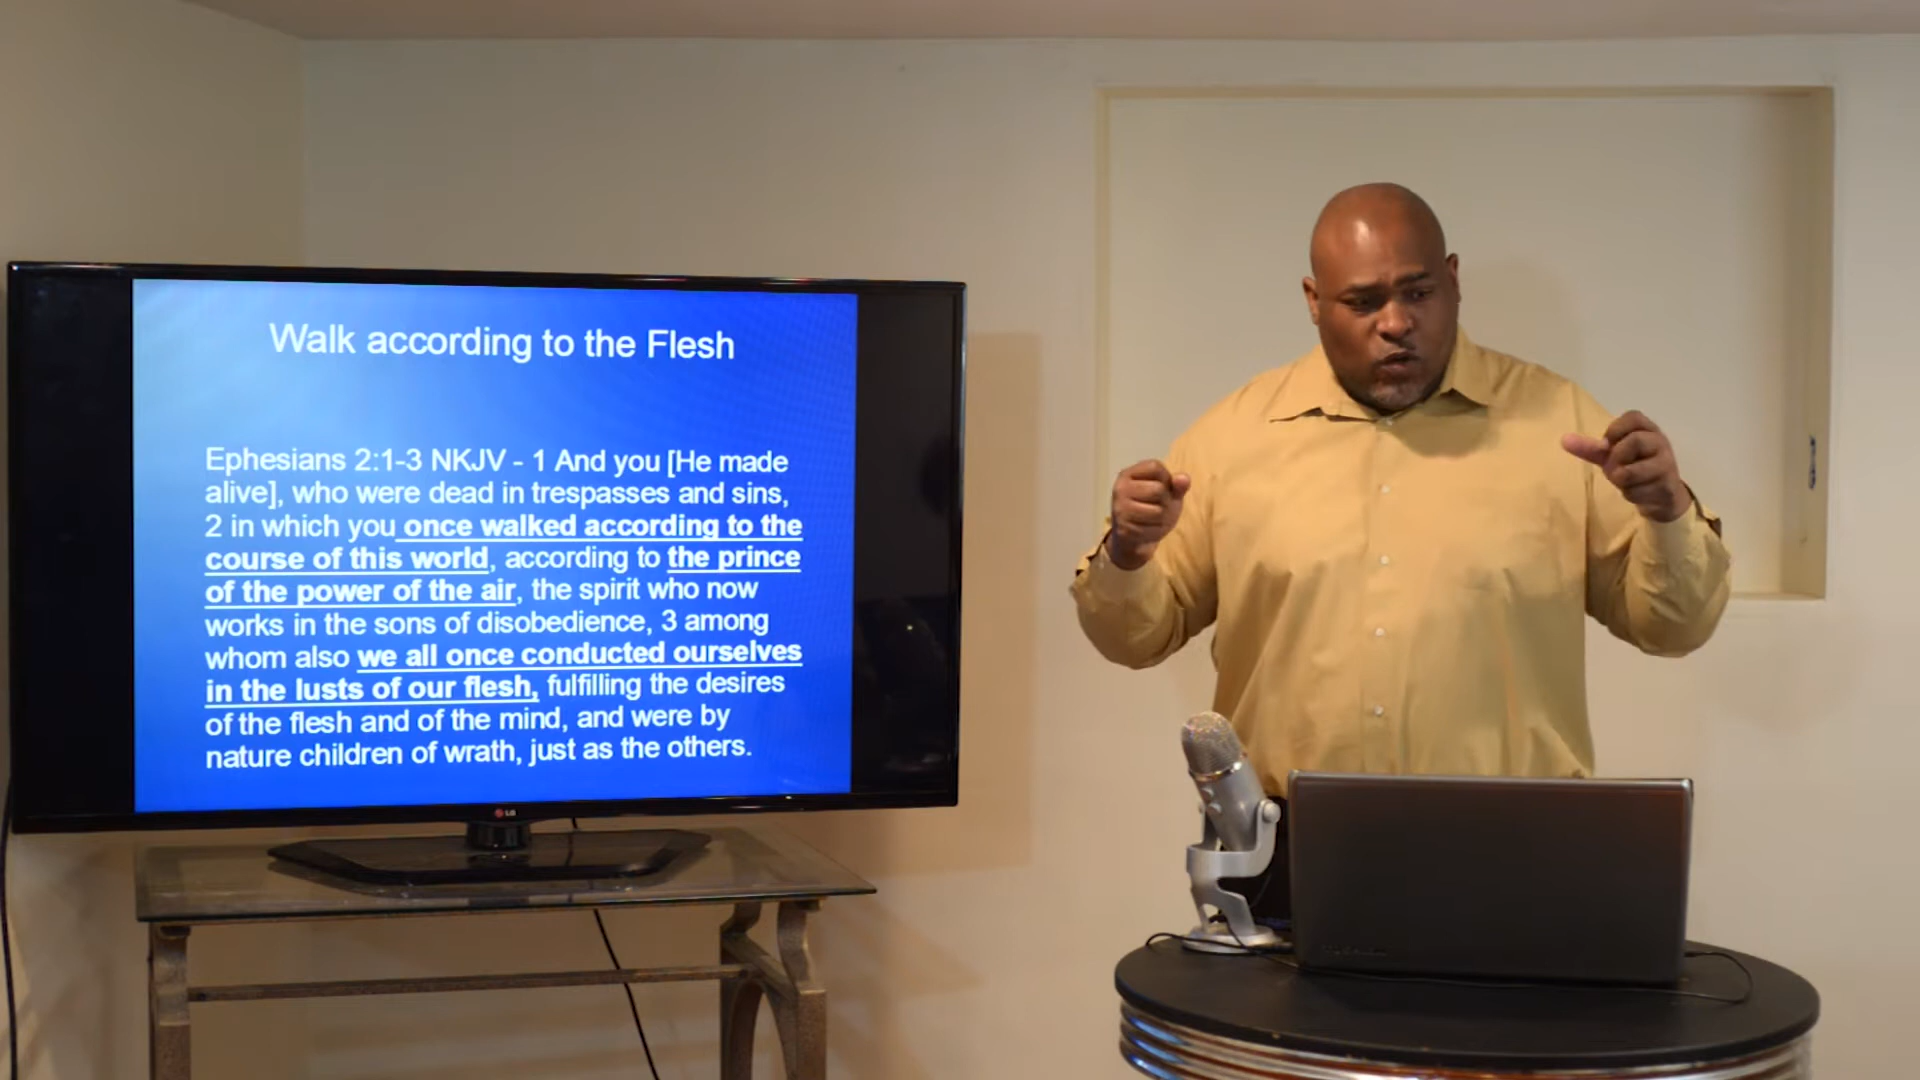 Walk according to the Flesh
Ephesians 2:1-3 NKJV - 1 And you [He made
alive], who were dead in trespasses and sins,
2 in which you once walked according to the
course of this world, according to the prince
of the power of the air, the spirit who now
works in the sons of disobedience, 3 among
whom also we all once conducted ourselves
in the lusts of our flesh, fulfilling the desires
of the flesh and of the mind, and were by
nature children of wrath, just as the others.
LG